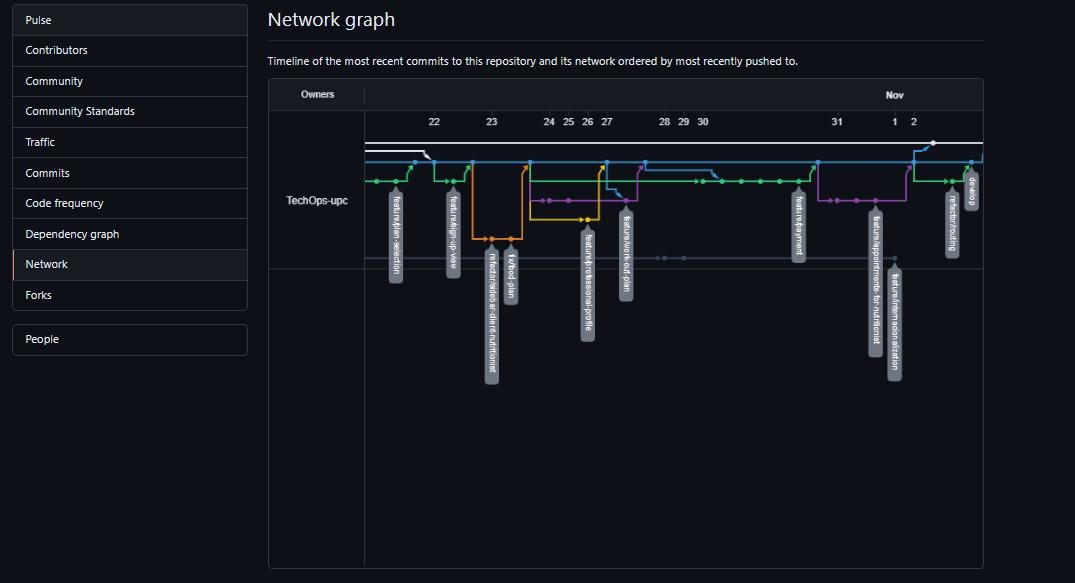 Pulse
Contributors
Community
Community Standards
Traffic
Commits
Code frequency
Dependency graph
Network
Forks
People
Network graph
Timeline of the most recent commits to this repository and its network ordered by most recently pushed to.
Owners
Nov
22 23 24 25 26 27 28 29 30 31 1 2
TechOps-upc
feature/plan-selection
feature/sign-up-view
refactor/sidebar-client-nutritionist
fix/food-plan
feature/professional-profile
feature/work-out-plan
feature/payment
feature/appointments-for-nutritionist
feature/internacionalization
refactor/routing
develop